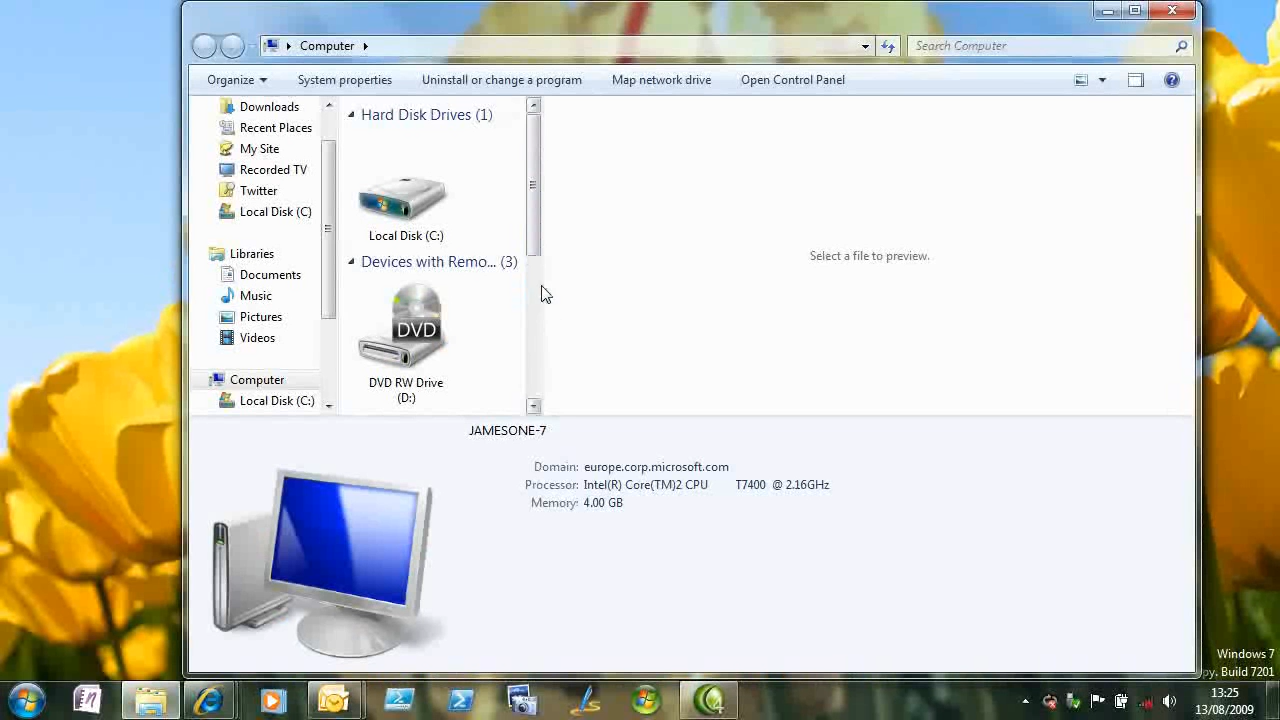 Computer
Search Computer
Organize System properties Uninstall or change a program Map network drive Open Control Panel
Downloads
Recent Places
My Site
Recorded TV
Twitter
Local Disk (C)
Libraries
Documents
Music
Pictures
Videos
Computer
Local Disk (C:)
Hard Disk Drives (1)
Local Disk (C:)
Devices with Remo... (3)
DVD
DVD RW Drive
(D:)
Select a file to preview.
JAMESONE-7
Domain: europe.corp.microsoft.com
Processor: Intel(R) Core(TM)2 CPU T7400 @ 2.16GHz
Memory: 4.00 GB
Windows 7
py, Build 7201
4
13:25
13/08/2009